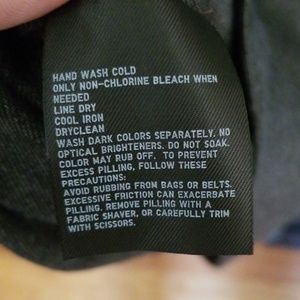 HAND WASH COLD
ONLY NON-CHLORINE BLEACH WHEN
NEEDED
LINE DRY
COOL IRON
DRYCLEAN
WASH DARK COLORS SEPARATELY. NO
OPTICAL BRIGHTENERS. DO NOT SOAK.
COLOR MAY RUB OFF. TO PREVENT
EXCESS PILLING, FOLLOW THESE
PRECAUTIONS:
AVOID RUBBING FROM BAGS OR BELTS.
EXCESSIVE FRICTION CAN EXACERBATE
PILLING. REMOVE PILLING WITH A
FABRIC SHAVER, OR CAREFULLY TRIM
WITH SCISSORS.